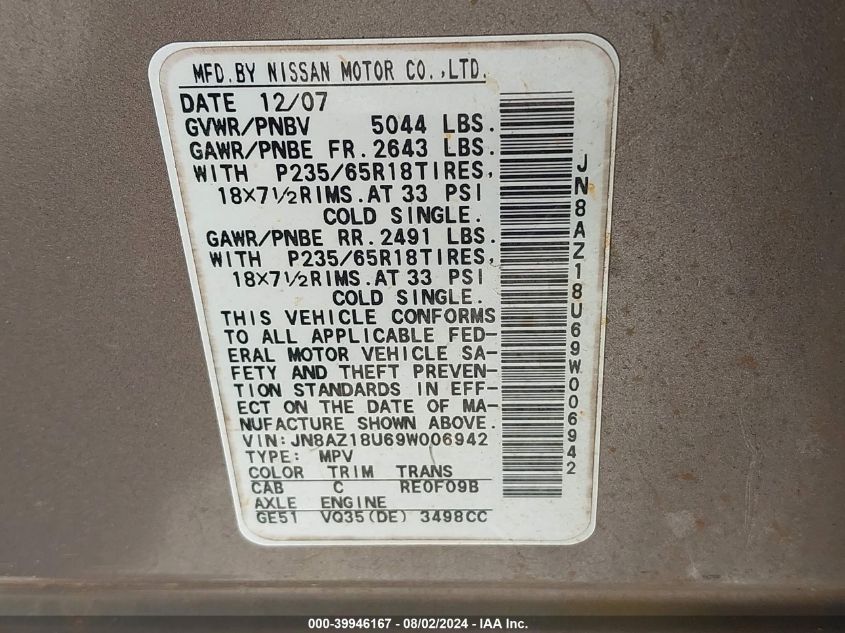 MFD.BY NISSAN MOTOR CO.,LTD.
DATE 12/07
GVWR/PNBV 5044 LBS.
GAWR/PNBE FR.2643 LBS.
WITH P235/65R18TIRES,
18X7½RIMS.AT 33 PSI
COLD SINGLE.
GAWR/PNBE RR.2491 LBS.
WITH P235/65R18TIRES,
18X7½RIMS.AT 33 PSI
COLD SINGLE.
THIS VEHICLE CONFORMS
TO ALL APPLICABLE FED-
ERAL MOTOR VEHICLE SA-
FETY AND THEFT PREVEN-
TION STANDARDS IN EFF-
ECT ON THE DATE OF MA-
NUFACTURE SHOWN ABOVE.
VIN:JN8AZ18U69W006942
TYPE: MPV
COLOR TRIM TRANS
CAB C RE0F09B
AXLE ENGINE
GE51 VQ35(DE) 3498CC
JN8AZ18U69W006942
000-39946167 - 08/02/2024 - IAA Inc.